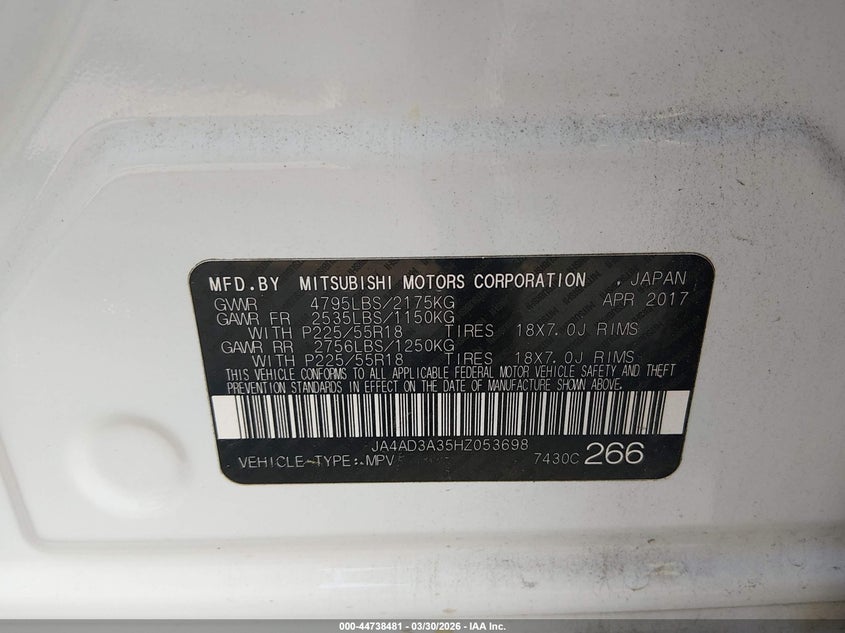 MFD.BY MITSUBISHI MOTORS CORPORATION , JAPAN
GVWR 4795LBS/2175KG APR 2017
GAWR FR 2535LBS/1150KG
WITH P225/55R18 TIRES 18X7.0J RIMS
GAWR RR 2756LBS/1250KG
WITH P225/55R18 TIRES 18X7.0J RIMS
THIS VEHICLE CONFORMS TO ALL APPLICABLE FEDERAL MOTOR VEHICLE SAFETY AND THEFT
PREVENTION STANDARDS IN EFFECT ON THE DATE OF MANUFACTURE SHOWN ABOVE.
JA4AD3A35HZ053698
VEHICLE-TYPE: MPV 7430C 266
000-44738481 - 03/30/2026 - IAA Inc.